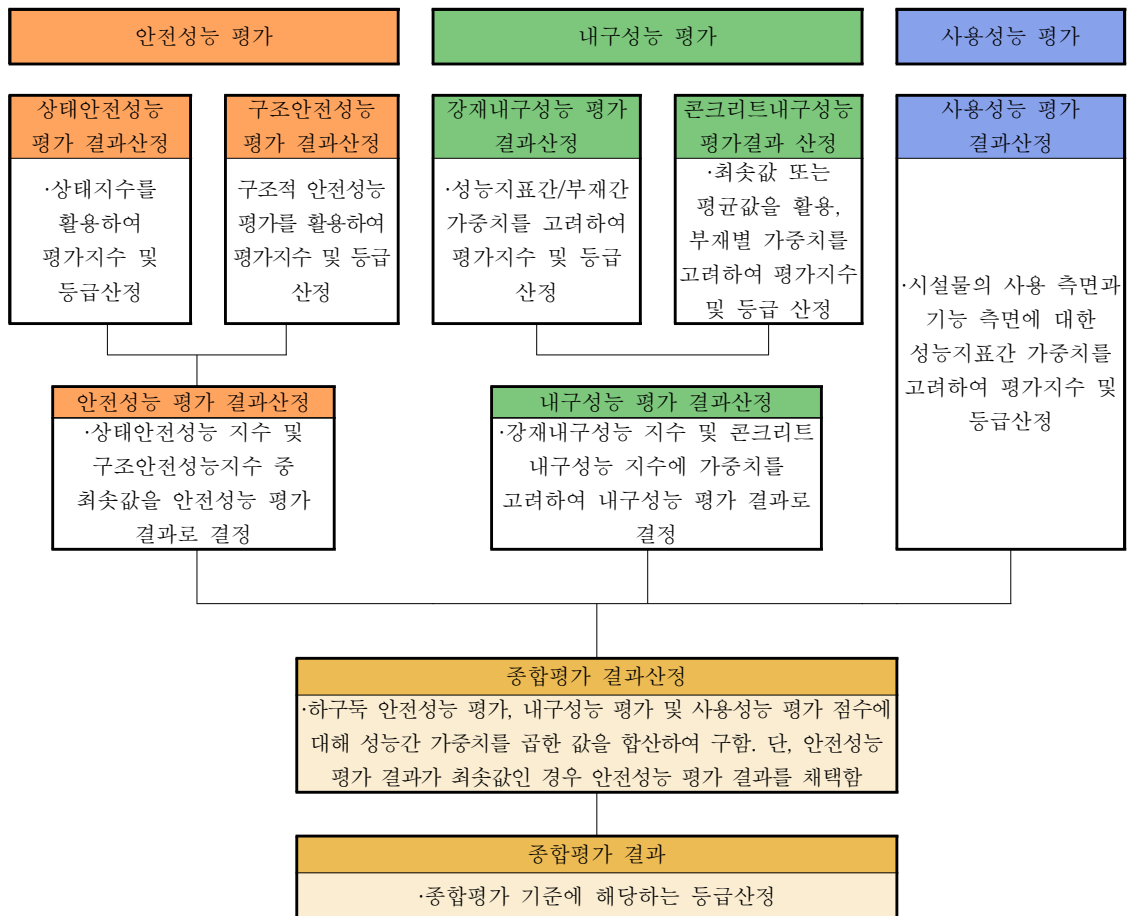 안전성능 평가
내구성능 평가
사용성능 평가
상태안전성능
평가 결과산정
·상태지수를
활용하여
평가지수 및
등급산정
구조안전성능
평가 결과산정
구조적 안전성능
평가를 활용하여
평가지수 및 등급
산정
강재내구성능 평가
결과산정
·성능지표간/부재간
가중치를 고려하여
평가지수 및 등급
산정
콘크리트내구성능
평가결과 산정
·최솟값 또는
평균값을 활용,
부재별 가중치를
고려하여 평가지수
및 등급 산정
사용성능 평가
결과산정
·시설물의 사용 측면과
기능 측면에 대한
성능지표간 가중치를
고려하여 평가지수 및
등급산정
안전성능 평가 결과산정
·상태안전성능 지수 및
구조안전성능지수 중
최솟값을 안전성능 평가
결과로 결정
내구성능 평가 결과산정
·강재내구성능 지수 및 콘크리트
내구성능 지수에 가중치를
고려하여 내구성능 평가 결과로
결정
종합평가 결과산정
·하구둑 안전성능 평가, 내구성능 평가 및 사용성능 평가 점수에
대해 성능간 가중치를 곱한 값을 합산하여 구함. 단, 안전성능
평가 결과가 최솟값인 경우 안전성능 평가 결과를 채택함
종합평가 결과
·종합평가 기준에 해당하는 등급산정